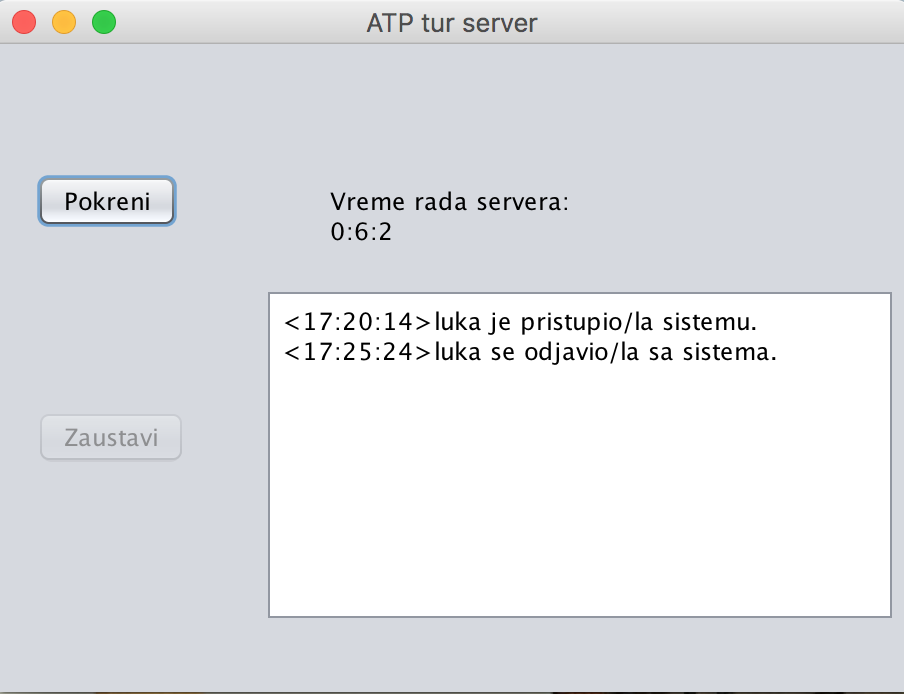 ATP tur server
Pokreni
Vreme rada servera:
0:6:2
<17:20:14>luka je pristupio/la sistemu.
<17:25:24>luka se odjavio/la sa sistema.
Zaustavi